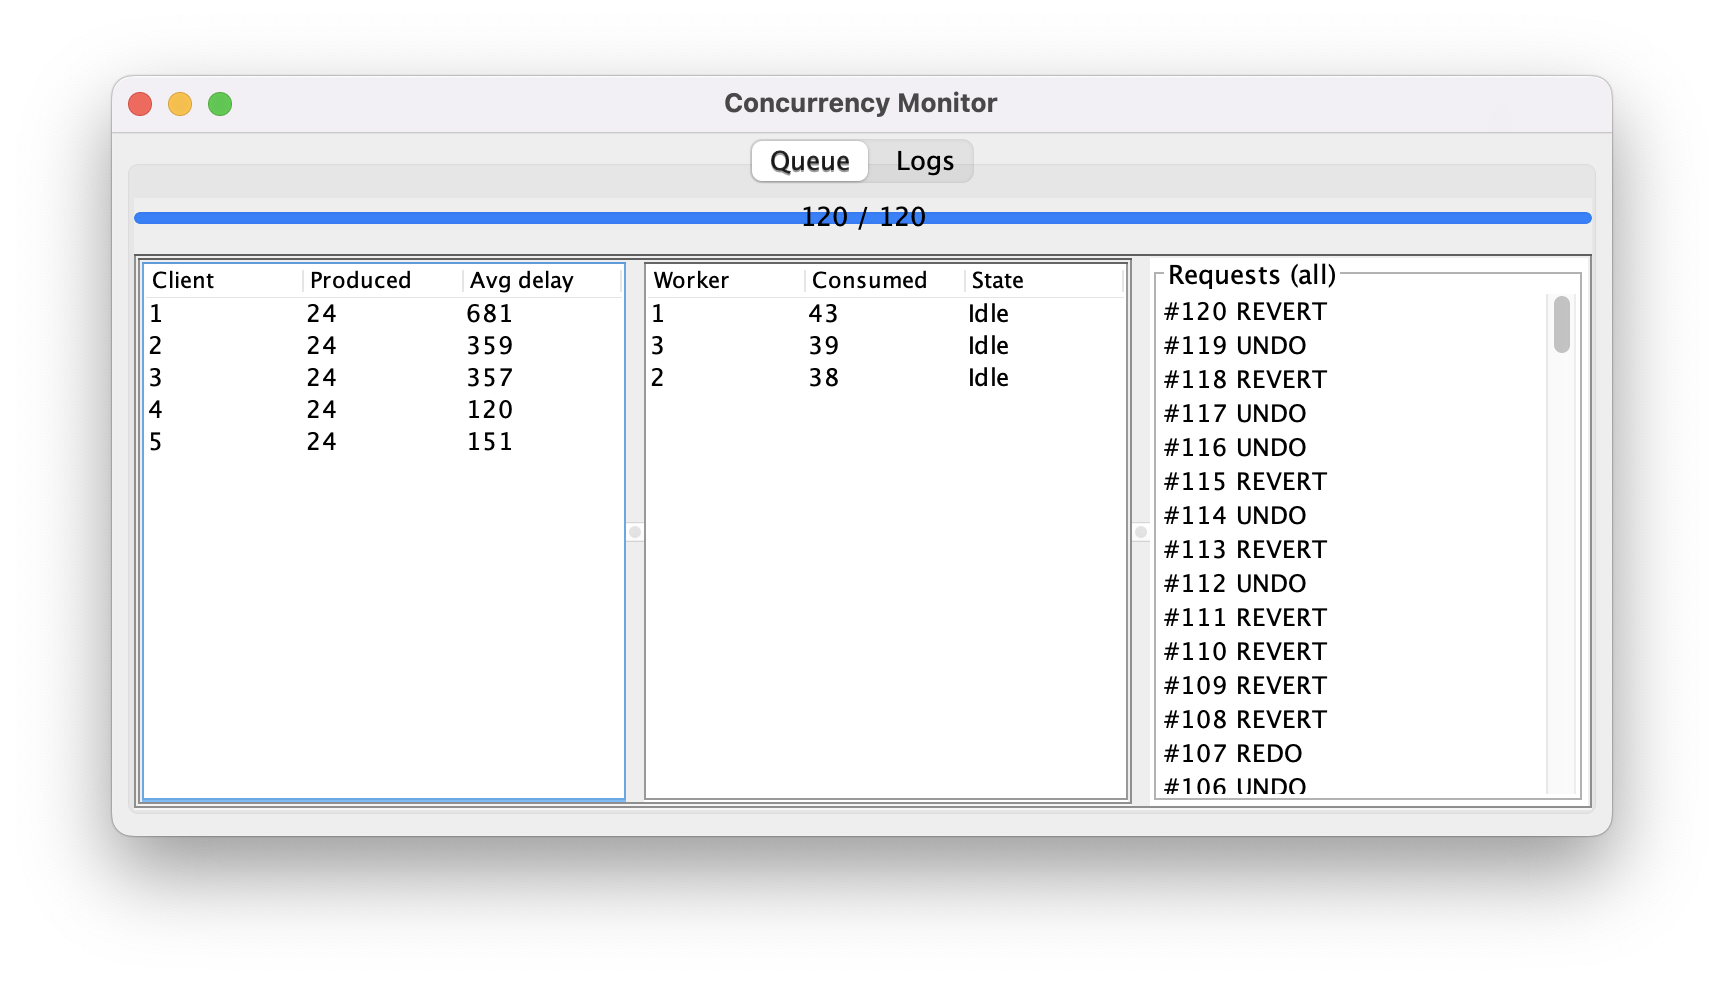 Concurrency Monitor
Queue Logs
120 / 120
Client Produced Avg delay
1 24 681
2 24 359
3 24 357
4 24 120
5 24 151
Worker Consumed State
1 43 Idle
3 39 Idle
2 38 Idle
Requests (all)
#120 REVERT
#119 UNDO
#118 REVERT
#117 UNDO
#116 UNDO
#115 REVERT
#114 UNDO
#113 REVERT
#112 UNDO
#111 REVERT
#110 REVERT
#109 REVERT
#108 REVERT
#107 REDO
#106 UNDO